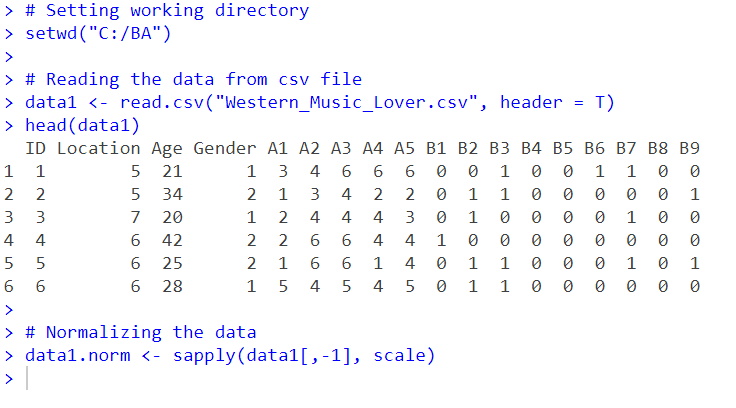 > # Setting working directory
> setwd("C:/BA")
>
> # Reading the data from csv file
> data1 <- read.csv("Western_Music_Lover.csv", header = T)
> head(data1)
  ID Location Age Gender A1 A2 A3 A4 A5 B1 B2 B3 B4 B5 B6 B7 B8 B9
1  1        5  21      1  3  4  6  6  6  0  0  1  0  0  1  1  0  0
2  2        5  34      2  1  3  4  2  2  0  1  1  0  0  0  0  0  1
3  3        7  20      1  2  4  4  4  3  0  1  0  0  0  0  1  0  0
4  4        6  42      2  2  6  6  4  4  1  0  0  0  0  0  0  0  0
5  5        6  25      2  1  6  6  1  4  0  1  1  0  0  0  1  0  1
6  6        6  28      1  5  4  5  4  5  0  1  1  0  0  0  0  0  0
>
> # Normalizing the data
> data1.norm <- sapply(data1[,-1], scale)
>